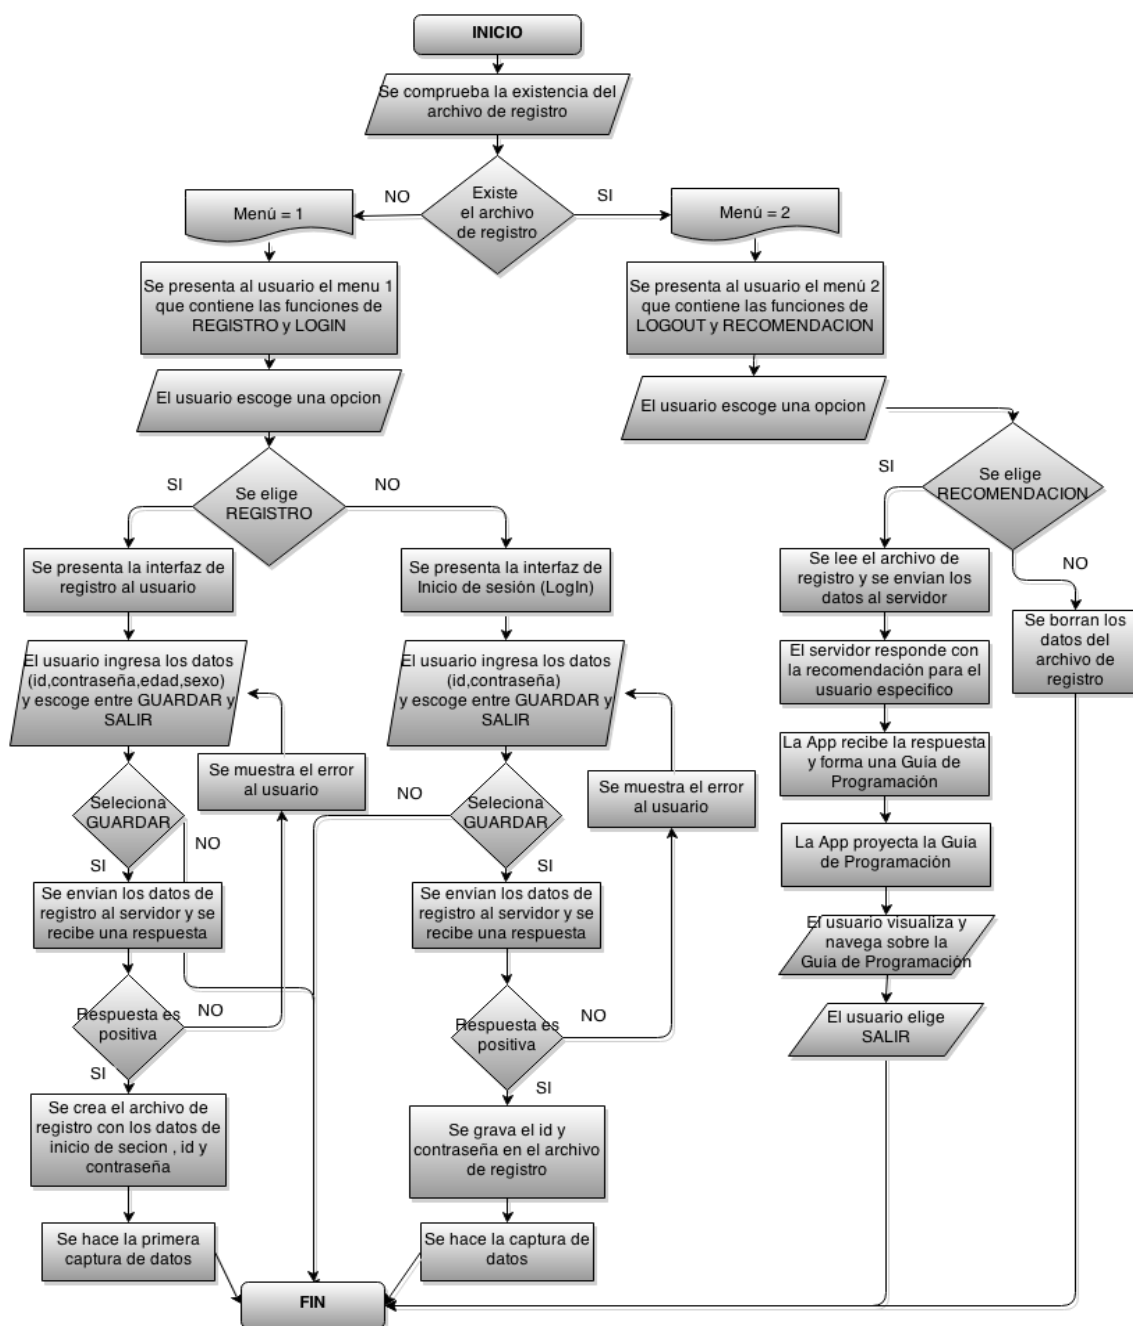 INICIO
Se comprueba la existencia del
archivo de registro
Existe
el archivo
de registro
NO
SI
Menú = 1
Menú = 2
Se presenta al usuario el menu 1
que contiene las funciones de
REGISTRO y LOGIN
Se presenta al usuario el menú 2
que contiene las funciones de
LOGOUT y RECOMENDACION
El usuario escoge una opcion
El usuario escoge una opcion
Se elige
REGISTRO
SI
NO
Se elige
RECOMENDACION
SI
NO
Se presenta la interfaz de
registro al usuario
Se presenta la interfaz de
Inicio de sesión (LogIn)
Se lee el archivo de
registro y se envian los
datos al servidor
Se borran los
datos del
archivo de
registro
El usuario ingresa los datos
(id,contraseña,edad,sexo)
y escoge entre GUARDAR y
SALIR
El usuario ingresa los datos
(id,contraseña)
y escoge entre GUARDAR y
SALIR
El servidor responde con
la recomendación para el
usuario especifico
La App recibe la respuesta
y forma una Guía de
Programación
Se muestra el error
al usuario
Se muestra el error
al usuario
Seleciona
GUARDAR
NO
SI
Seleciona
GUARDAR
NO
SI
La App proyecta la Guía
de Programación
Se envian los datos de
registro al servidor y se
recibe una respuesta
Se envian los datos de
registro al servidor y se
recibe una respuesta
El usuario visualiza y
navega sobre la
Guía de Programación
Respuesta es
positiva
NO
SI
Respuesta es
positiva
NO
SI
El usuario elige
SALIR
Se crea el archivo de
registro con los datos de
inicio de secion , id y
contraseña
Se grava el id y
contraseña en el archivo
de registro
Se hace la primera
captura de datos
Se hace la captura de
datos
FIN